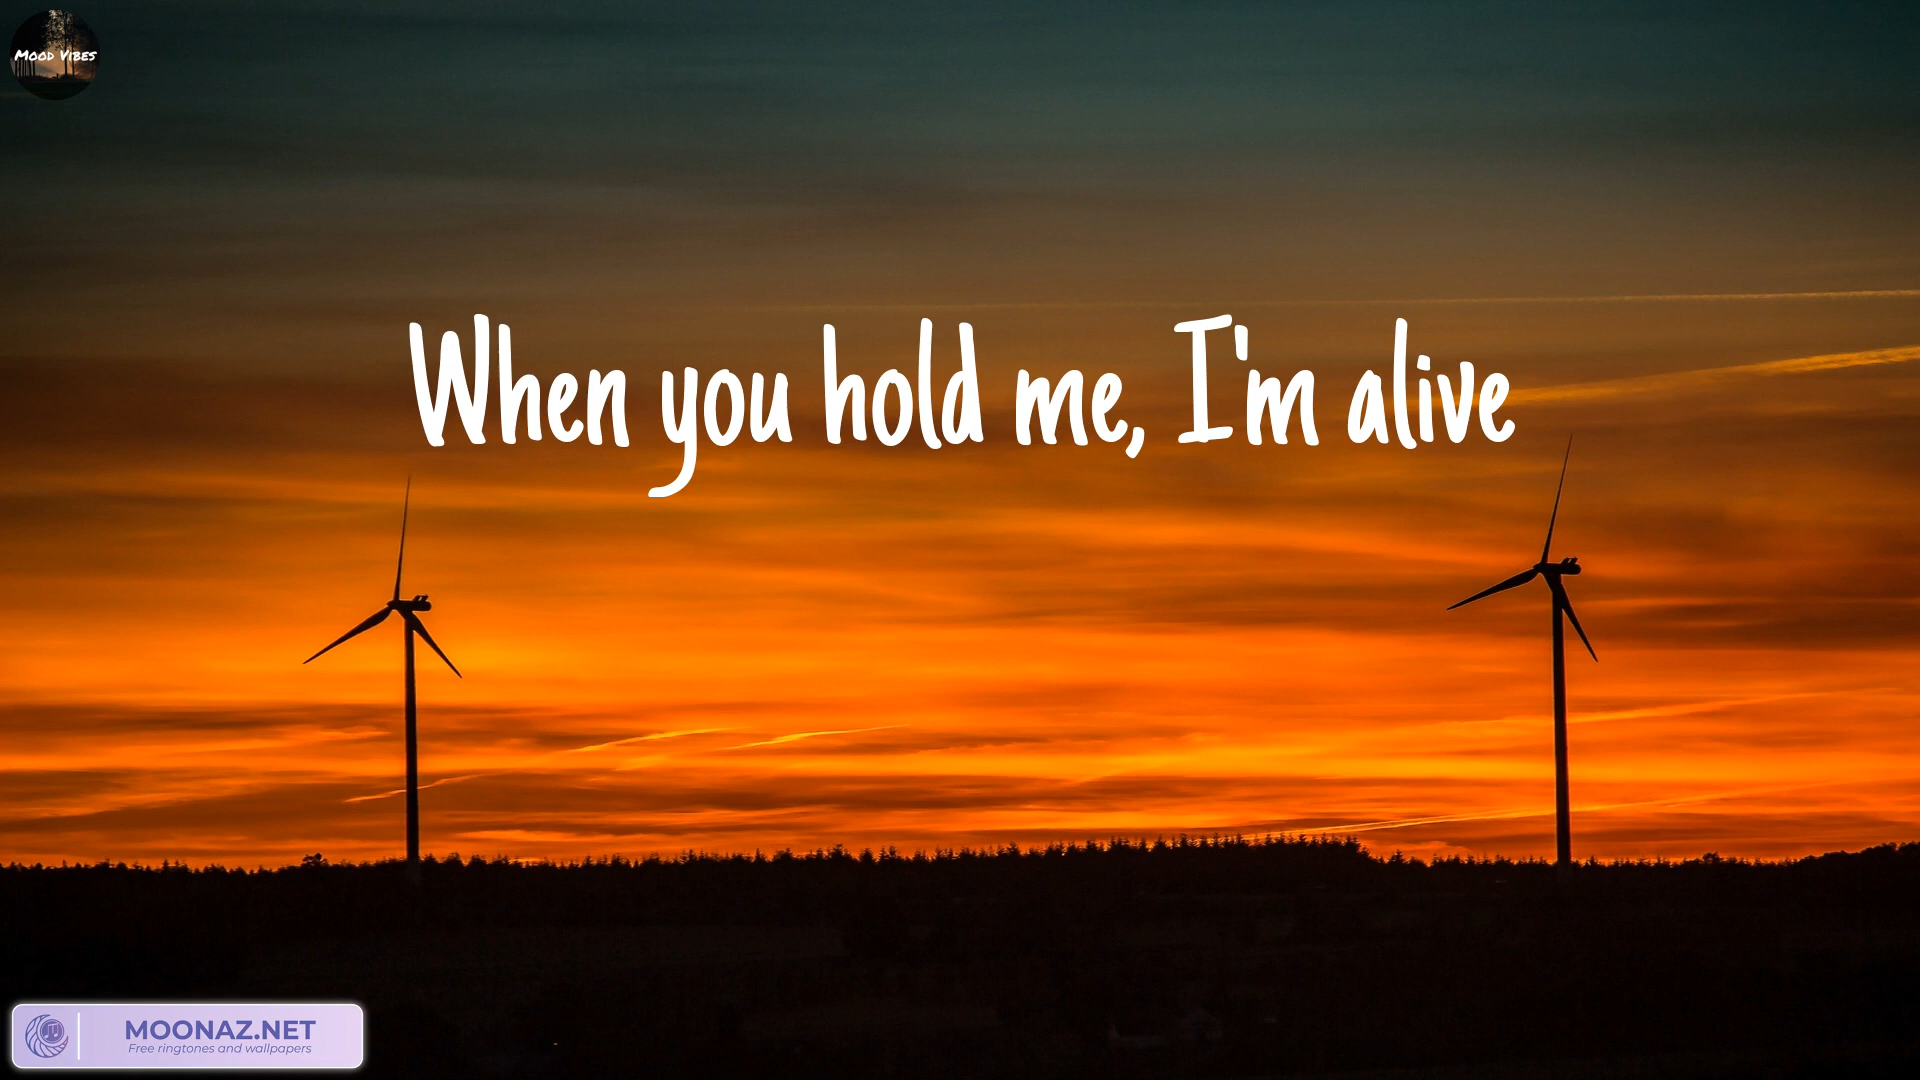 Mood Vibes
When you hold me, I'm alive
MOONAZ.NET
Free ringtones and wallpapers